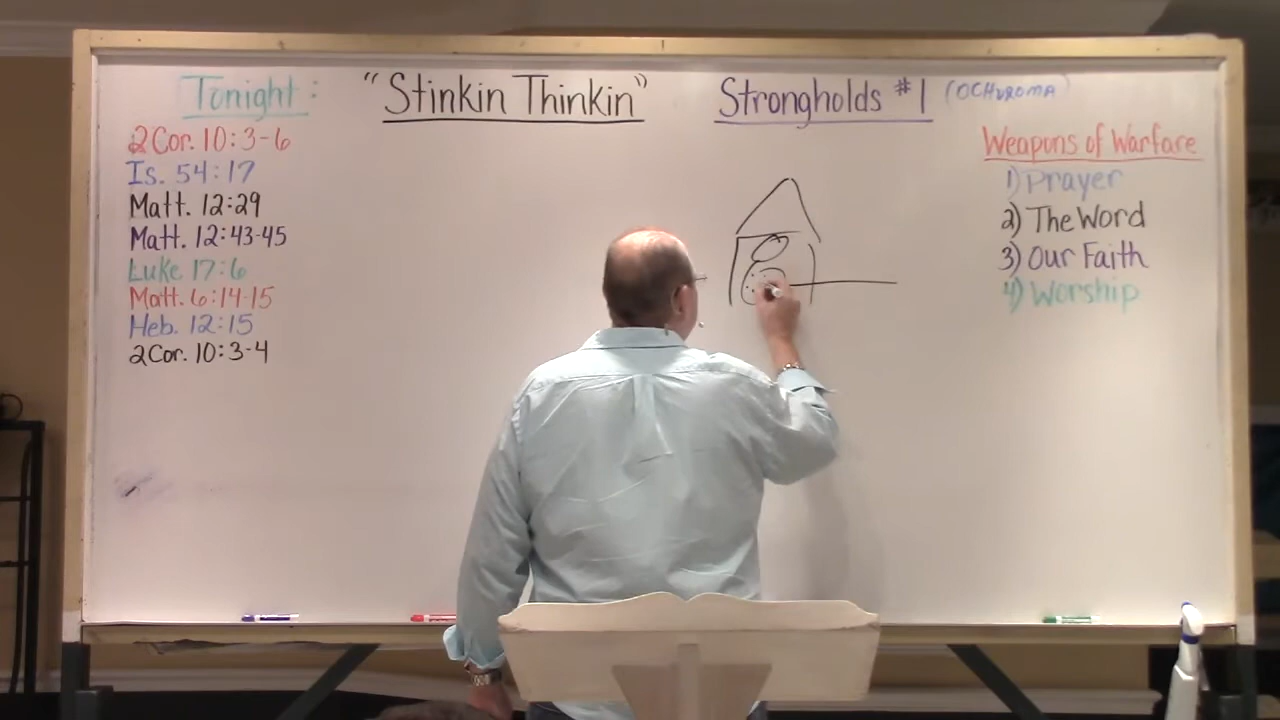 Tonight: "Stinkin Thinkin" Strongholds #1 (OCHUROMA)
2Cor. 10:3-6
Is. 54:17
Matt. 12:29
Matt. 12:43-45
Luke 17:6
Matt. 6:14-15
Heb. 12:15
2Cor. 10:3-4
Weapons of Warfare
1) Prayer
2) The Word
3) Our Faith
4) Worship